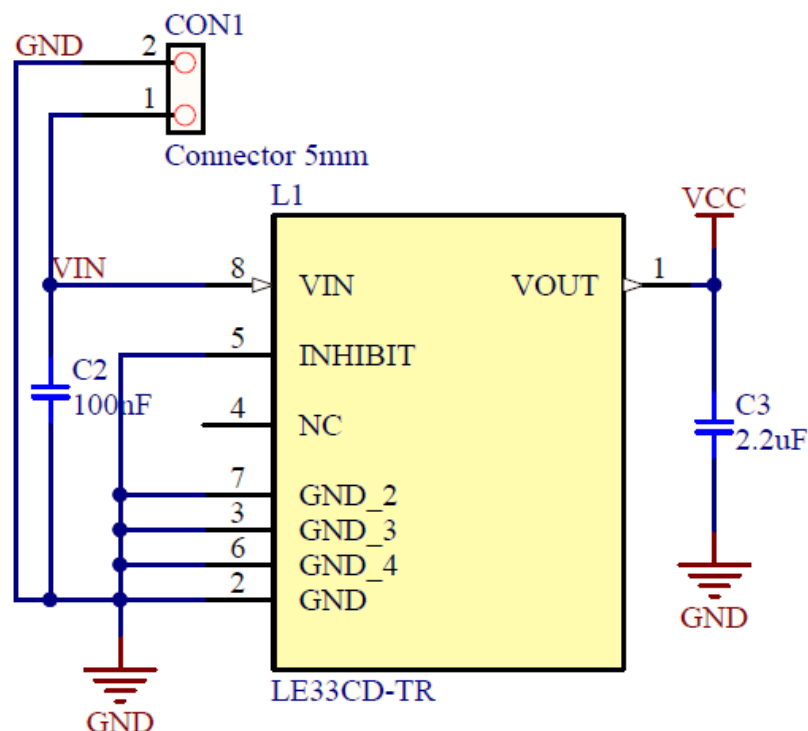 CON1
GND 2
1
Connector 5mm
L1
VCC
VIN 8 VIN VOUT 1
5 INHIBIT
C2
100nF
4 NC
C3
2.2uF
7 GND_2
3 GND_3
6 GND_4
2 GND
GND
LE33CD-TR
GND